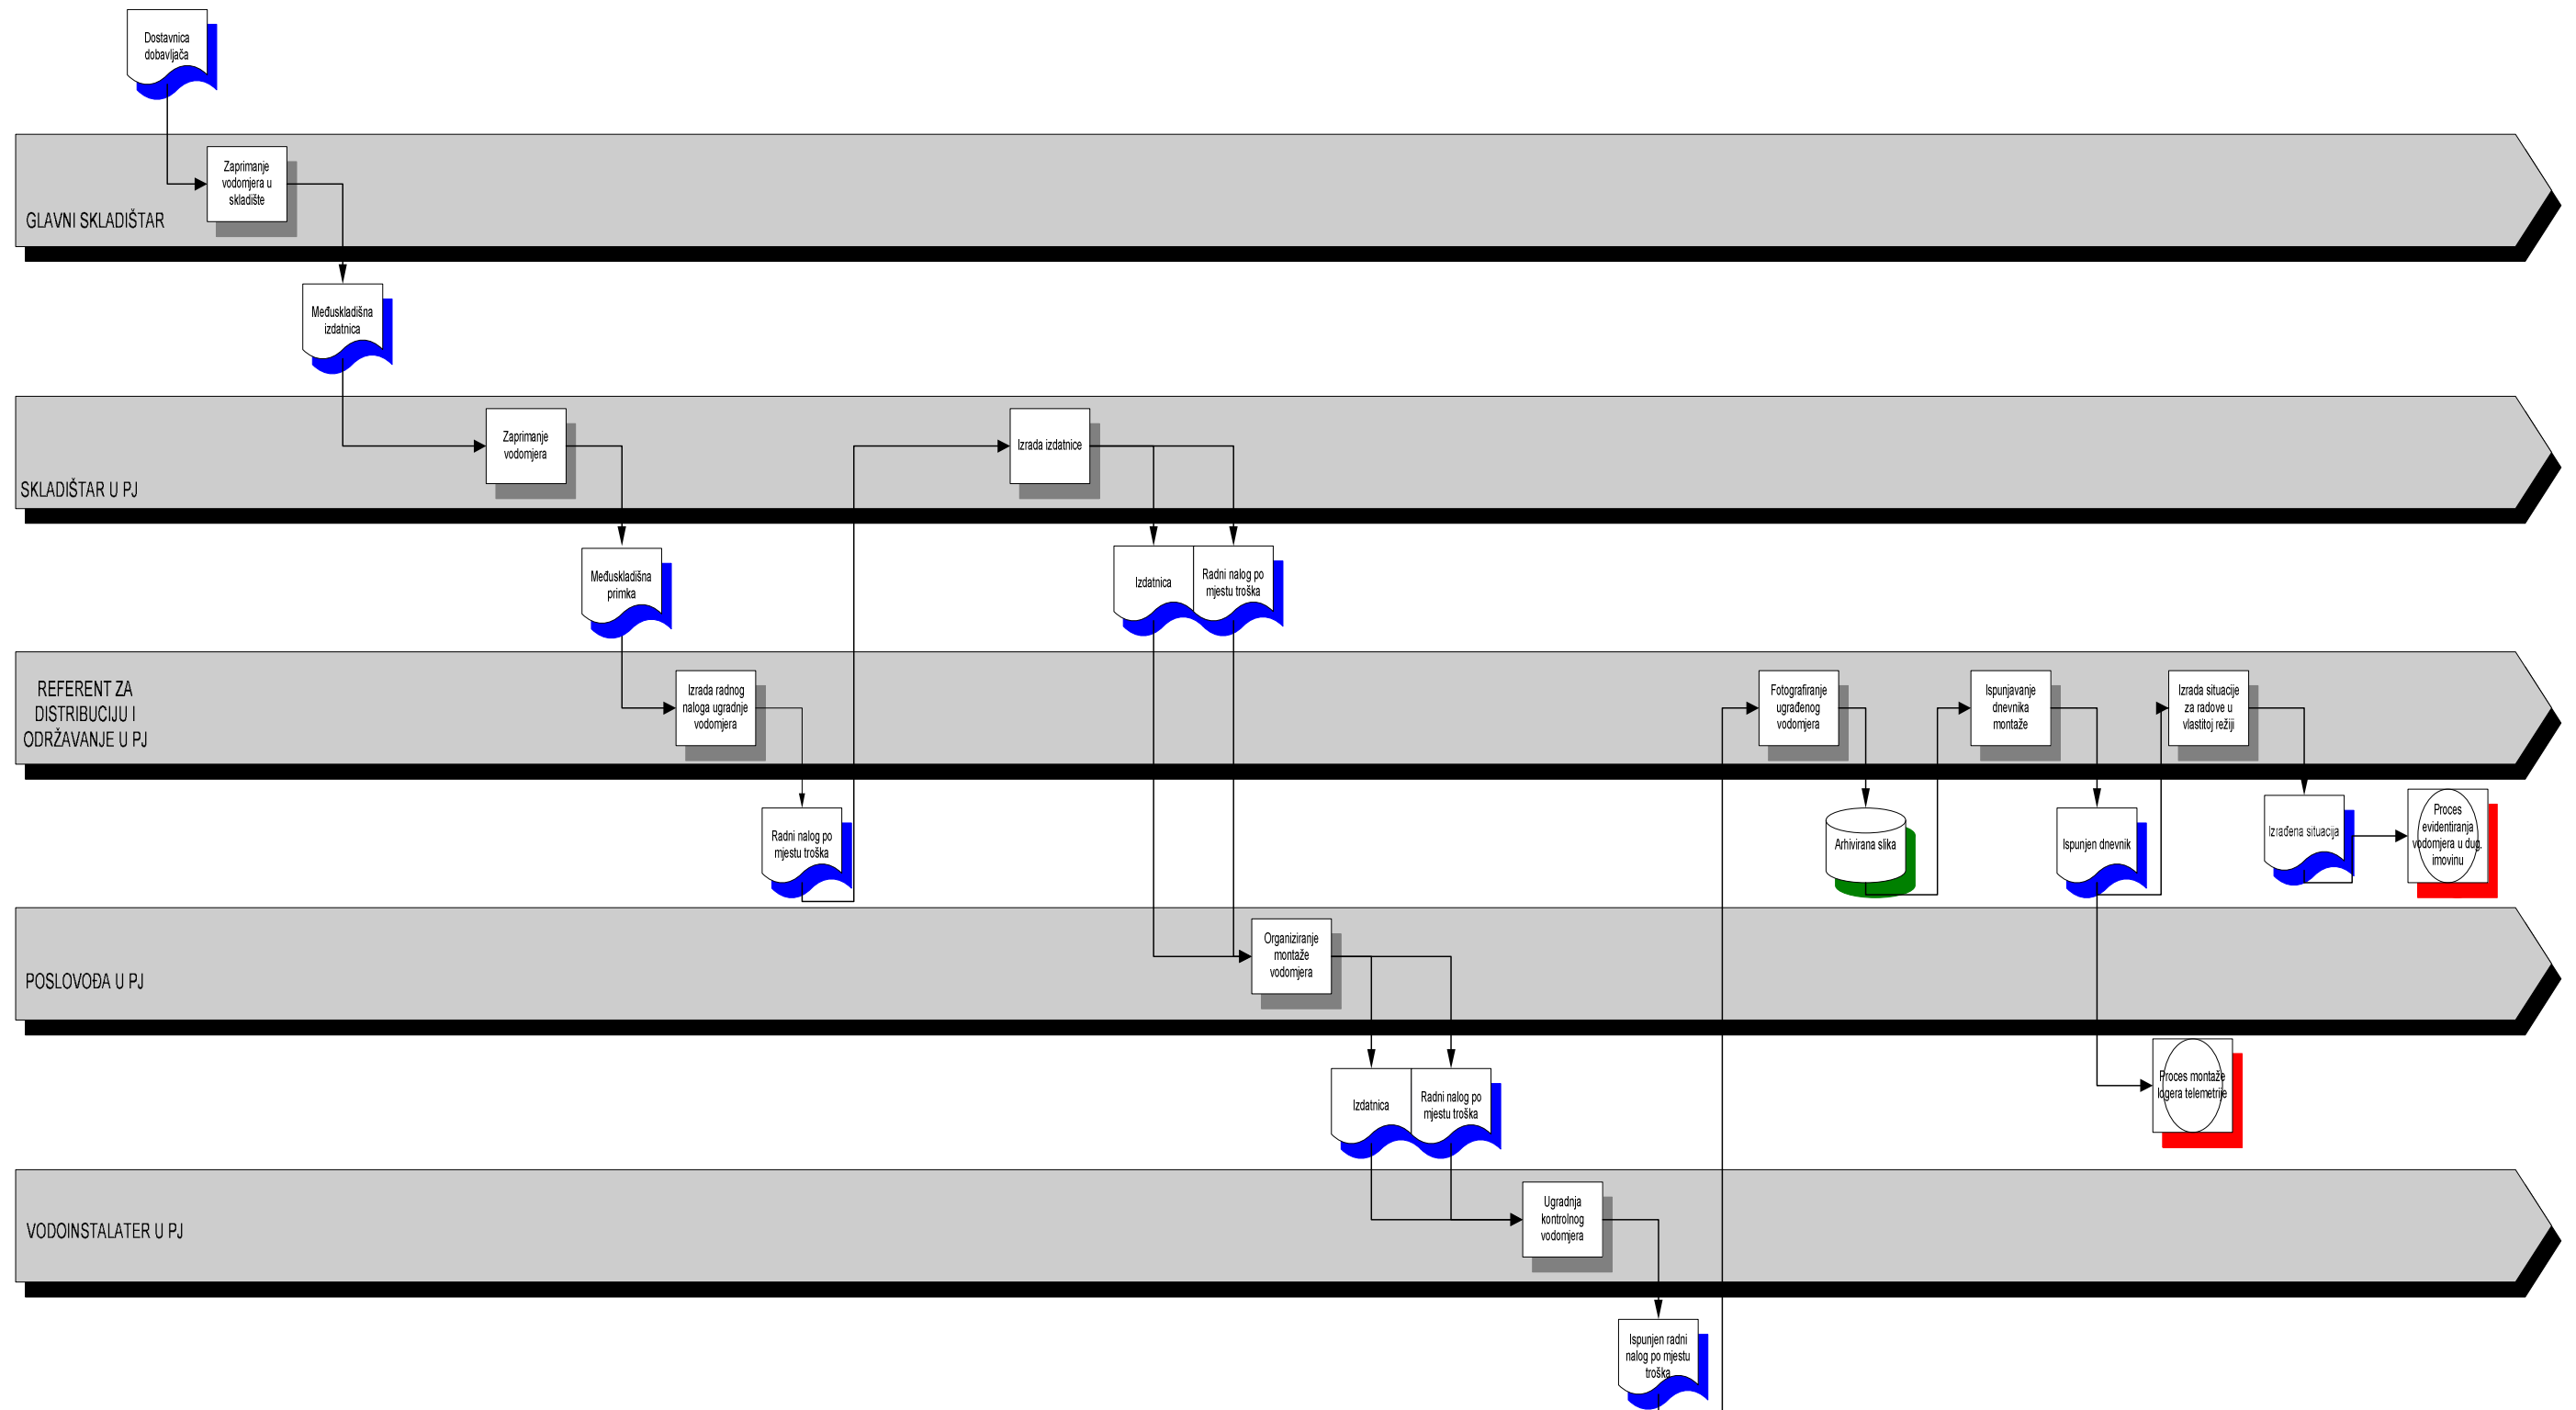 Dostavnica
dobavljača
Zaprimanje
vodomjera u
skladište
GLAVNI SKLADIŠTAR
Međuskladišna
izdatnica
Zaprimanje
vodomjera
Izrada izdatnice
SKLADIŠTAR U PJ
Međuskladišna
primka
Izdatnica
Radni nalog po
mjestu troška
REFERENT ZA
DISTRIBUCIJU I
ODRŽAVANJE U PJ
Izrada radnog
naloga ugradnje
vodomjera
Fotografiranje
ugrađenog
vodomjera
Ispunjavanje
dnevnika
montaže
Izrada situacije
za radove u
vlastitoj režiji
Radni nalog po
mjestu troška
Arhivirana slika
Ispunjen dnevnik
Izrađena situacija
Proces
evidentiranja
vodomjera u dug.
imovinu
Organiziranje
montaže
vodomjera
POSLOVOĐA U PJ
Izdatnica
Radni nalog po
mjestu troška
Proces montaže
logera telemetrije
Ugradnja
kontrolnog
vodomjera
VODOINSTALATER U PJ
Ispunjen radni
nalog po mjestu
troška